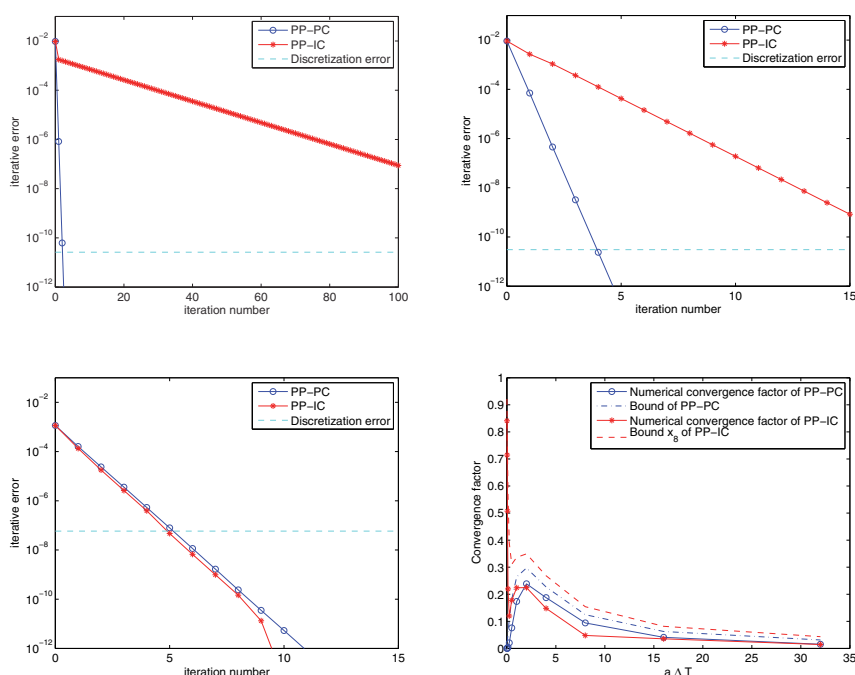 PP-PC
PP-IC
Discretization error
10^-2
10^-4
10^-6
10^-8
10^-10
10^-12
iterative error
0 20 40 60 80 100
iteration number
PP-PC
PP-IC
Discretization error
10^-2
10^-4
10^-6
10^-8
10^-10
10^-12
iterative error
0 5 10 15
iteration number
PP-PC
PP-IC
Discretization error
10^-2
10^-4
10^-6
10^-8
10^-10
10^-12
iterative error
0 5 10 15
iteration number
Numerical convergence factor of PP-PC
Bound of PP-PC
Numerical convergence factor of PP-IC
Bound x_8 of PP-IC
1
0.9
0.8
0.7
0.6
0.5
0.4
0.3
0.2
0.1
0
Convergence factor
0 5 10 15 20 25 30 35
a Δ T